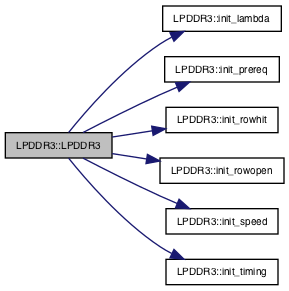 LPDDR3::init_lambda
LPDDR3::init_prereq
LPDDR3::init_rowhit
LPDDR3::LPDDR3
LPDDR3::init_rowopen
LPDDR3::init_speed
LPDDR3::init_timing